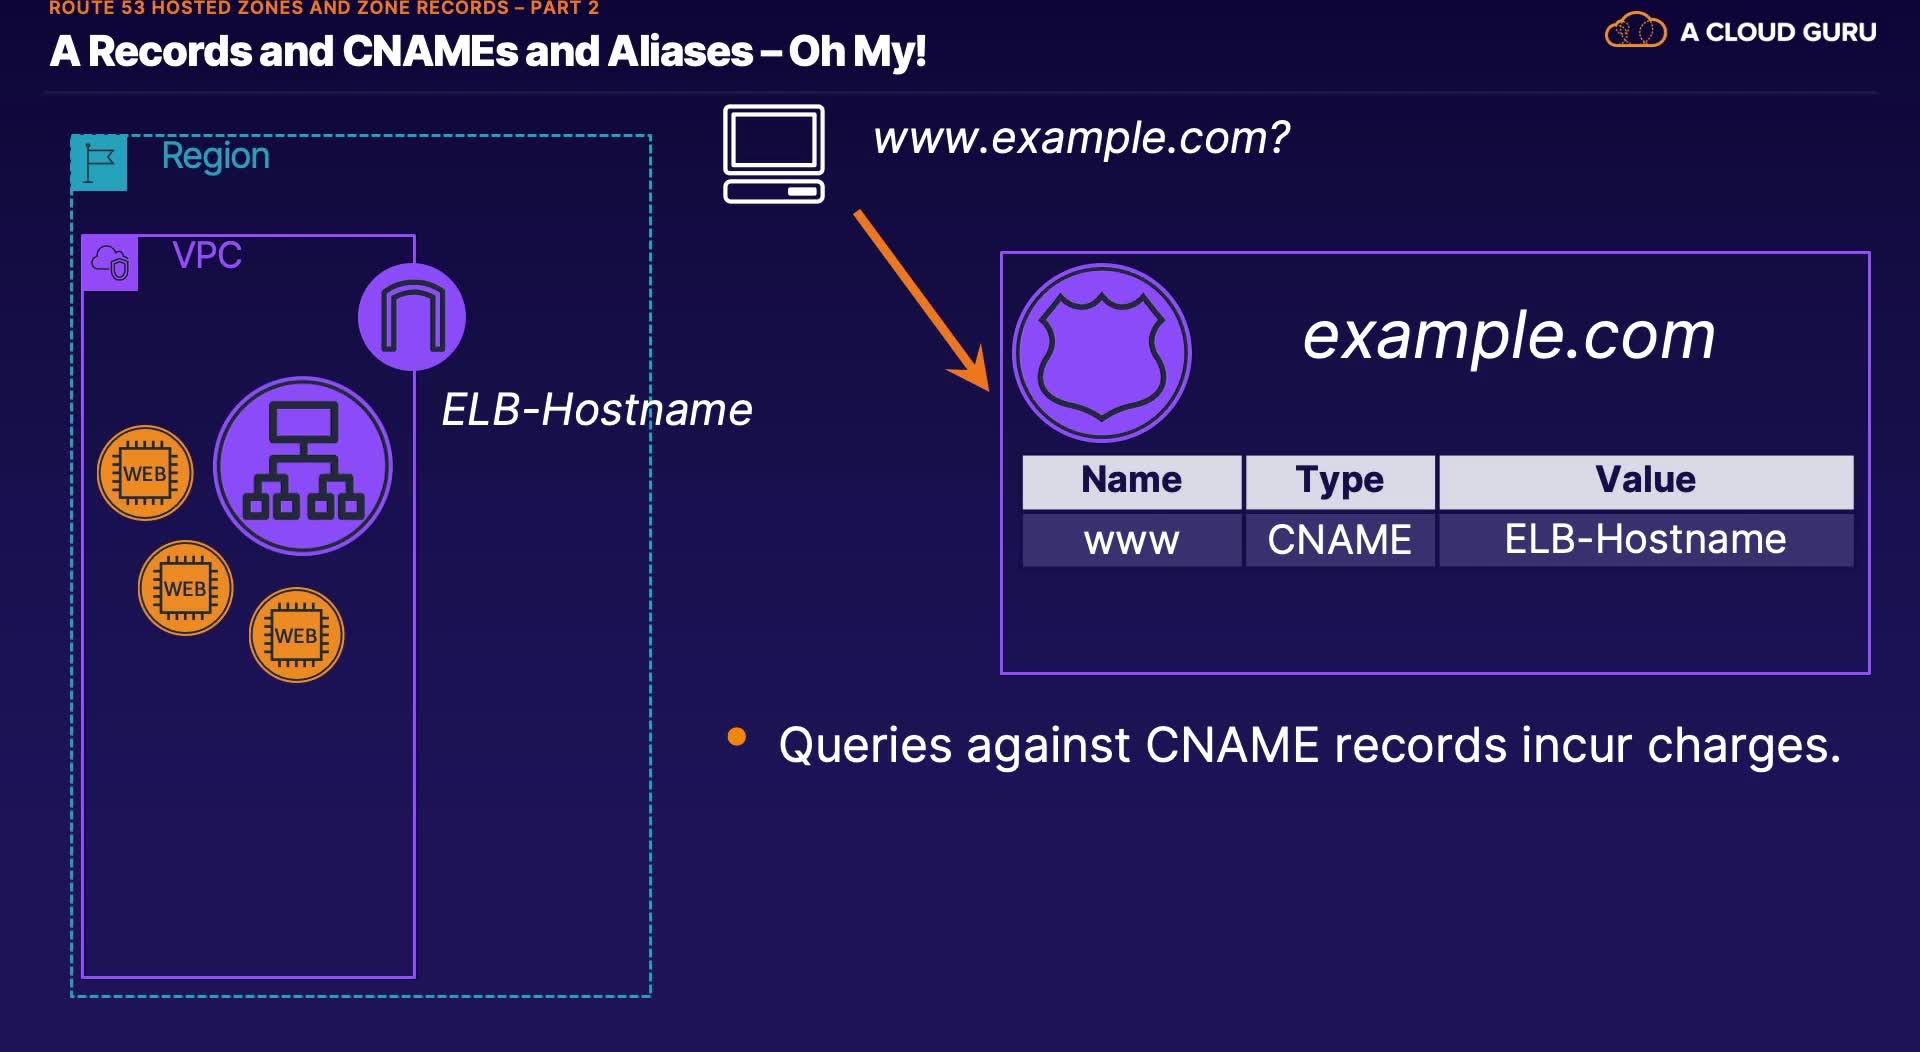 ROUTE 53 HOSTED ZONES AND ZONE RECORDS – PART 2
A Records and CNAMEs and Aliases – Oh My!
A CLOUD GURU
Region
www.example.com?
VPC
example.com
ELB-Hostname
WEB
WEB
WEB
Name Type Value
www CNAME ELB-Hostname
Queries against CNAME records incur charges.